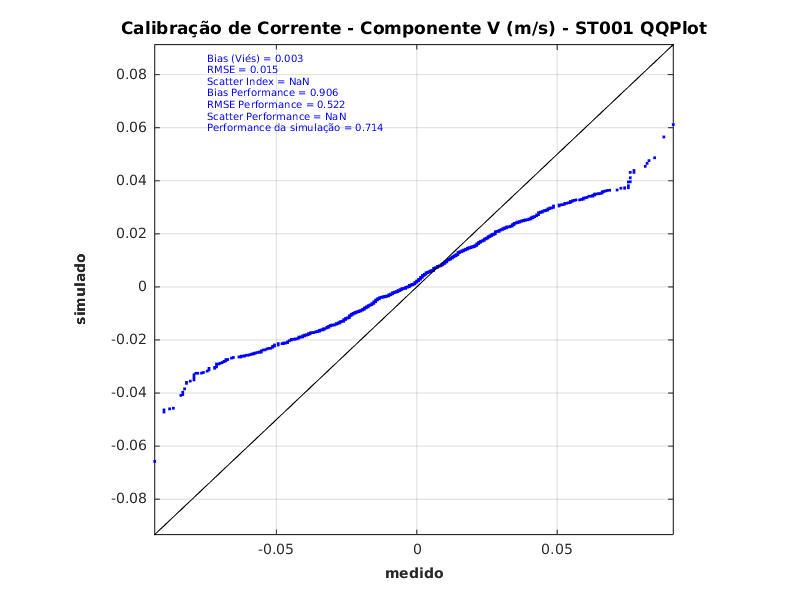 Calibração de Corrente - Componente V (m/s) - ST001 QQPlot
Bias (Viés) = 0.003
RMSE = 0.015
Scatter Index = NaN
Bias Performance = 0.906
RMSE Performance = 0.522
Scatter Performance = NaN
Performance da simulação = 0.714
0.08
0.06
0.04
0.02
0
-0.02
-0.04
-0.06
-0.08
simulado
-0.05
0
0.05
medido